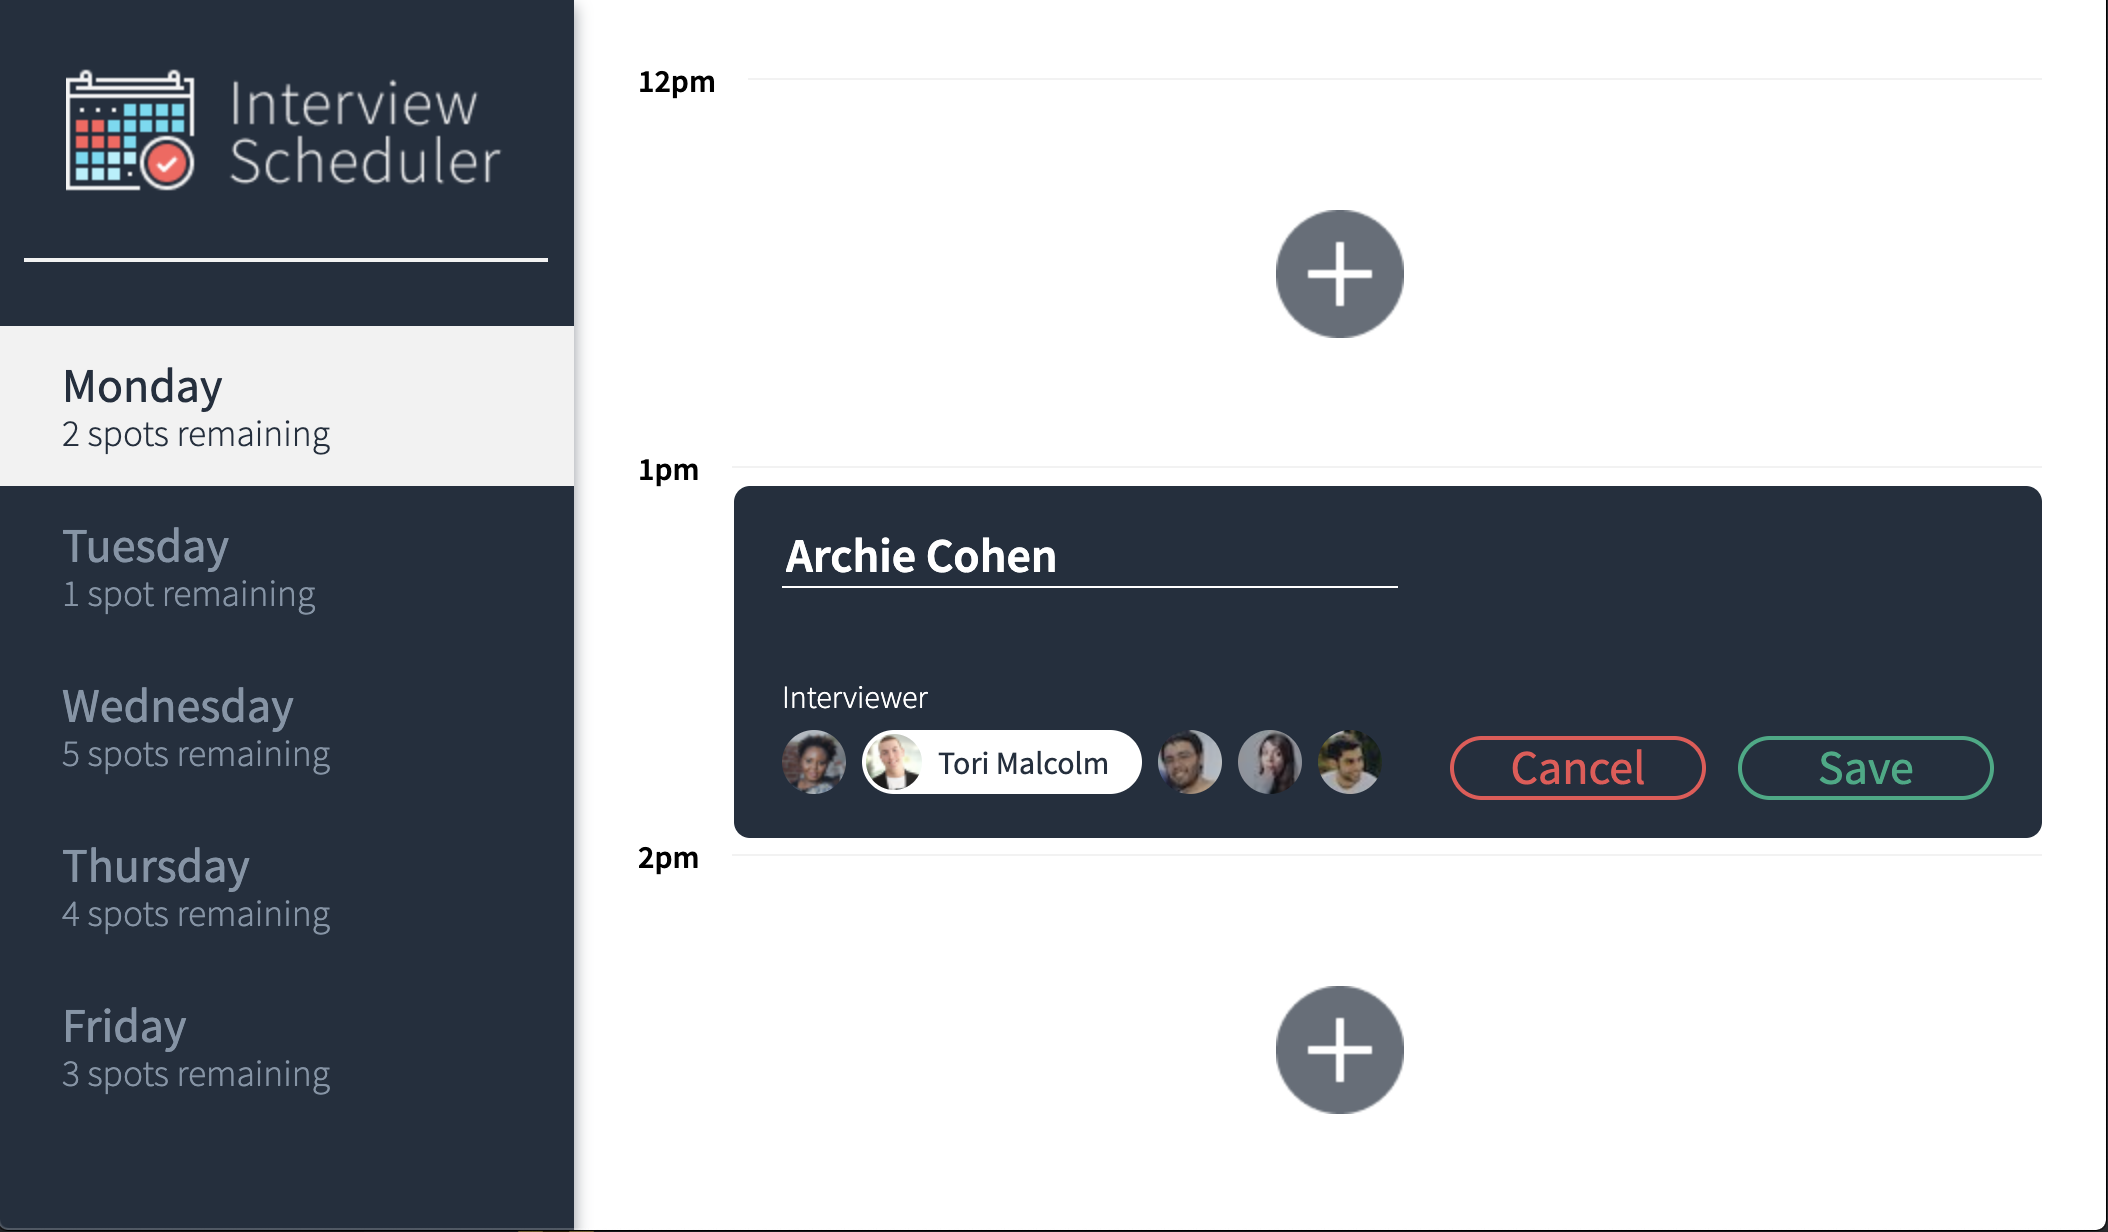 Interview
Scheduler
Monday
2 spots remaining
Tuesday
1 spot remaining
Wednesday
5 spots remaining
Thursday
4 spots remaining
Friday
3 spots remaining
12pm
1pm
Archie Cohen
Interviewer
Tori Malcolm
Cancel
Save
2pm